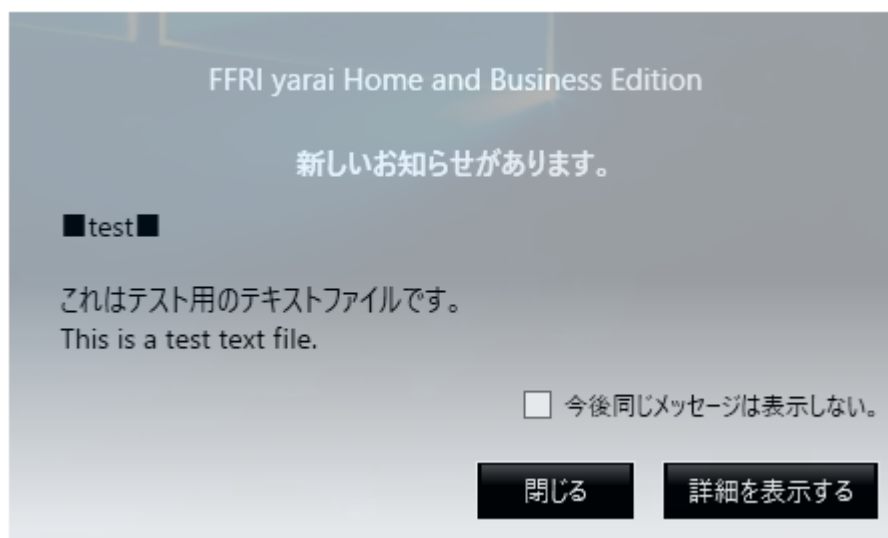 FFRI yarai Home and Business Edition
新しいお知らせがあります。
■test■
これはテスト用のテキストファイルです。
This is a test text file.
今後同じメッセージは表示しない。
閉じる
詳細を表示する